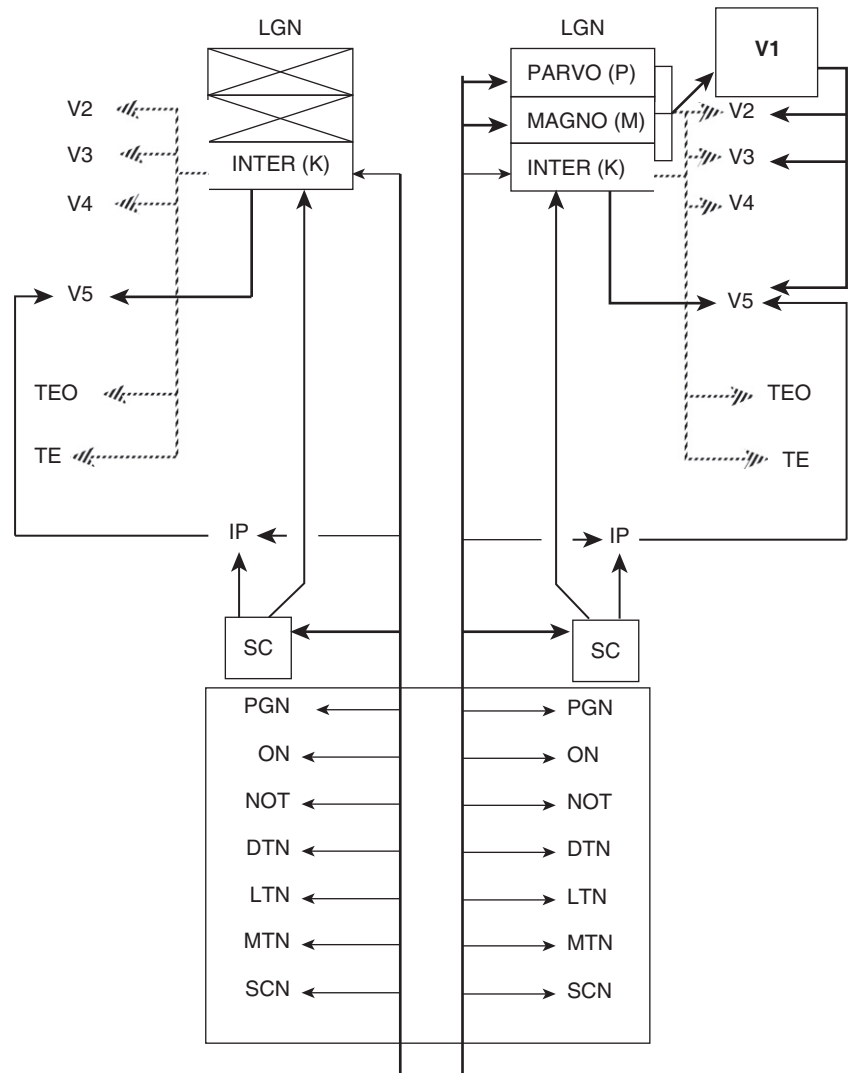 LGN
INTER (K)
V2
V3
V4
V5
TEO
TE
IP
SC
PGN
ON
NOT
DTN
LTN
MTN
SCN
LGN
PARVO (P)
MAGNO (M)
INTER (K)
V1
V2
V3
V4
V5
TEO
TE
IP
SC
PGN
ON
NOT
DTN
LTN
MTN
SCN